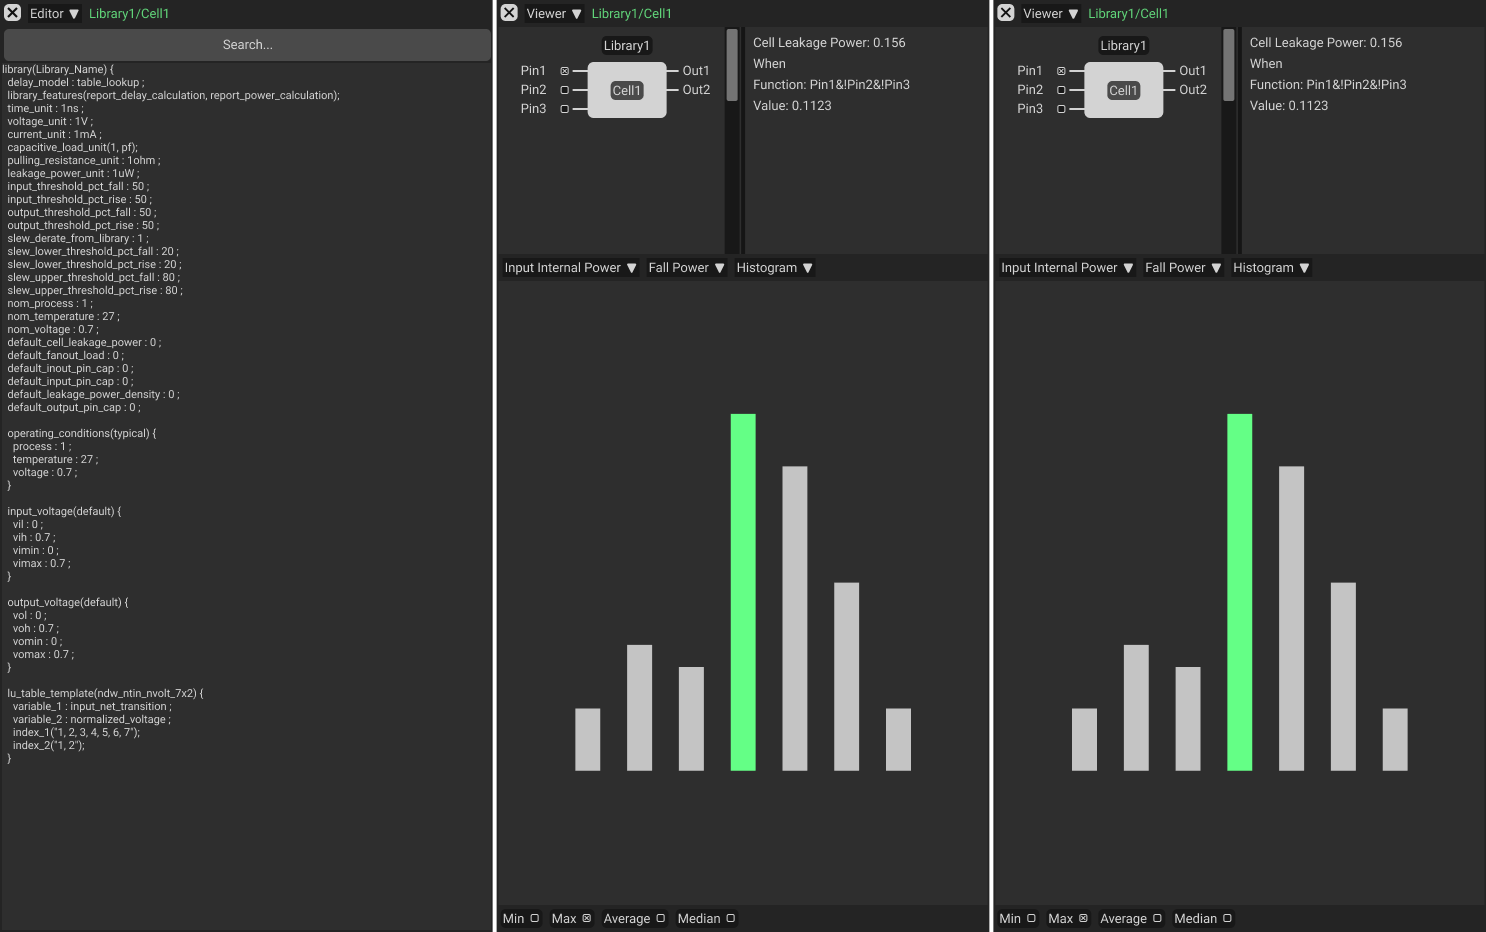 Editor ▼ Library1/Cell1
Search...
library(Library_Name) {
delay_model : table_lookup ;
library_features(report_delay_calculation, report_power_calculation);
time_unit : 1ns ;
voltage_unit : 1V ;
current_unit : 1mA ;
capacitive_load_unit(1, pf);
pulling_resistance_unit : 1ohm ;
leakage_power_unit : 1uW ;
input_threshold_pct_fall : 50 ;
input_threshold_pct_rise : 50 ;
output_threshold_pct_fall : 50 ;
output_threshold_pct_rise : 50 ;
slew_derate_from_library : 1 ;
slew_lower_threshold_pct_fall : 20 ;
slew_lower_threshold_pct_rise : 20 ;
slew_upper_threshold_pct_fall : 80 ;
slew_upper_threshold_pct_rise : 80 ;
nom_process : 1 ;
nom_temperature : 27 ;
nom_voltage : 0.7 ;
default_cell_leakage_power : 0 ;
default_fanout_load : 0 ;
default_inout_pin_cap : 0 ;
default_input_pin_cap : 0 ;
default_leakage_power_density : 0 ;
default_output_pin_cap : 0 ;
operating_conditions(typical) {
process : 1 ;
temperature : 27 ;
voltage : 0.7 ;
}
input_voltage(default) {
vil : 0 ;
vih : 0.7 ;
vimin : 0 ;
vimax : 0.7 ;
}
output_voltage(default) {
vol : 0 ;
voh : 0.7 ;
vomin : 0 ;
vomax : 0.7 ;
}
lu_table_template(ndw_ntin_nvolt_7x2) {
variable_1 : input_net_transition ;
variable_2 : normalized_voltage ;
index_1("1, 2, 3, 4, 5, 6, 7");
index_2("1, 2");
}
Viewer ▼ Library1/Cell1
Library1
Pin1
Pin2
Pin3
Cell1
Out1
Out2
Cell Leakage Power: 0.156
When
Function: Pin1&!Pin2&!Pin3
Value: 0.1123
Input Internal Power ▼ Fall Power ▼ Histogram ▼
Min Max Average Median
Viewer ▼ Library1/Cell1
Library1
Pin1
Pin2
Pin3
Cell1
Out1
Out2
Cell Leakage Power: 0.156
When
Function: Pin1&!Pin2&!Pin3
Value: 0.1123
Input Internal Power ▼ Fall Power ▼ Histogram ▼
Min Max Average Median